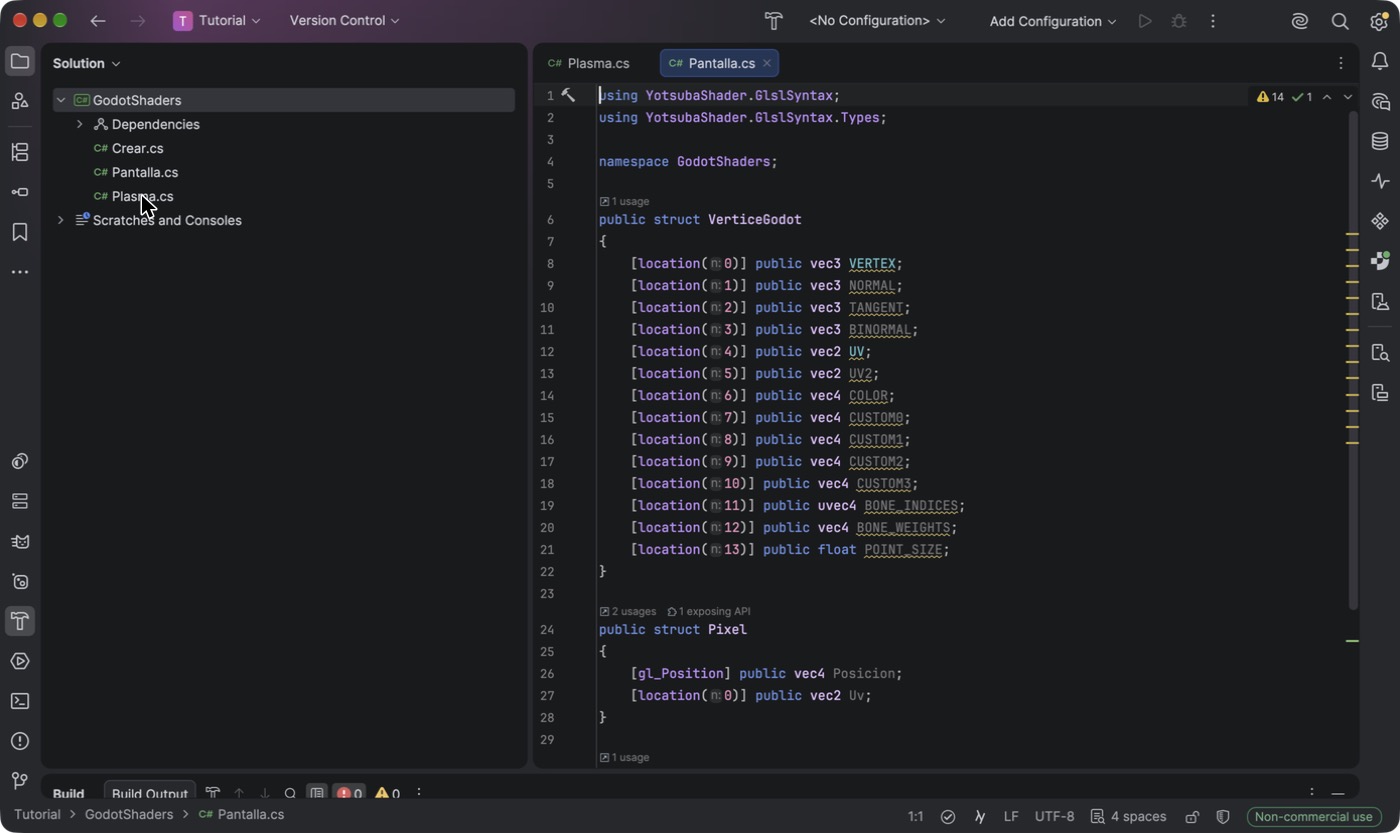 T Tutorial Version Control <No Configuration> Add Configuration
Solution
GodotShaders
Dependencies
C# Crear.cs
C# Pantalla.cs
C# Plasma.cs
Scratches and Consoles
C# Plasma.cs C# Pantalla.cs
14 1
1 using YotsubaShader.GlslSyntax;
2 using YotsubaShader.GlslSyntax.Types;
3
4 namespace GodotShaders;
5
1 usage
6 public struct VerticeGodot
7 {
8 [location(n:0)] public vec3 VERTEX;
9 [location(n:1)] public vec3 NORMAL;
10 [location(n:2)] public vec3 TANGENT;
11 [location(n:3)] public vec3 BINORMAL;
12 [location(n:4)] public vec2 UV;
13 [location(n:5)] public vec2 UV2;
14 [location(n:6)] public vec4 COLOR;
15 [location(n:7)] public vec4 CUSTOM0;
16 [location(n:8)] public vec4 CUSTOM1;
17 [location(n:9)] public vec4 CUSTOM2;
18 [location(n:10)] public vec4 CUSTOM3;
19 [location(n:11)] public uvec4 BONE_INDICES;
20 [location(n:12)] public vec4 BONE_WEIGHTS;
21 [location(n:13)] public float POINT_SIZE;
22 }
23
2 usages 1 exposing API
24 public struct Pixel
25 {
26 [gl_Position] public vec4 Posicion;
27 [location(n:0)] public vec2 Uv;
28 }
29
1 usage
Build Build Output 0 0
Tutorial > GodotShaders > C# Pantalla.cs 1:1 LF UTF-8 4 spaces Non-commercial use